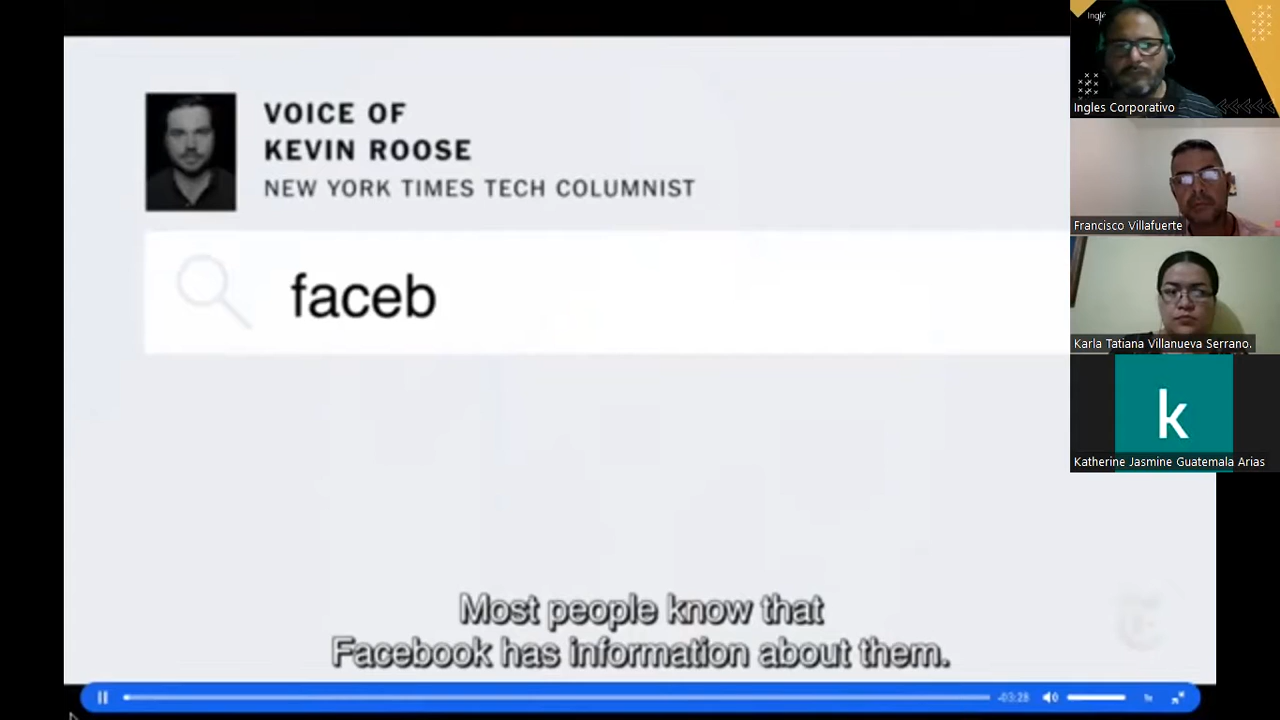 VOICE OF
KEVIN ROOSE
NEW YORK TIMES TECH COLUMNIST
faceb
Most people know that
Facebook has information about them.
-03:28
1x
Ingles Corporativo
Francisco Villafuerte
Karla Tatiana Villanueva Serrano.
k
Katherine Jasmine Guatemala Arias